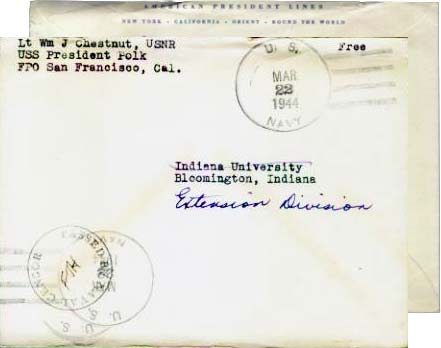 AMERICAN PRESIDENT LINES
NEW YORK - CALIFORNIA - ORIENT - ROUND THE WORLD
Lt Wm J Chestnut, USNR
USS President Polk
FPO San Francisco, Cal.
U. S.
MAR
22
1944
NAVY
Free
Indiana University
Bloomington, Indiana
Extension Division
PASSED BY
NAVAL CENSOR
U. S.
U. S.